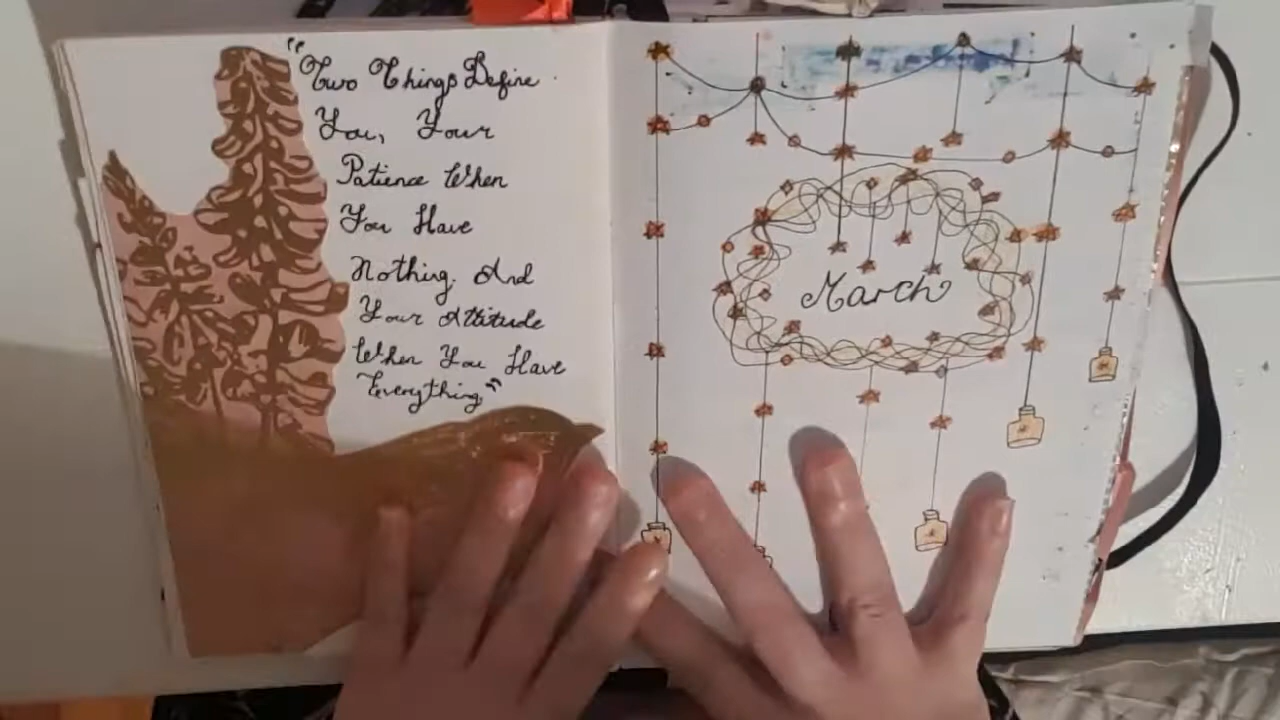 "Two Things Define
You, Your
Patience When
You Have
Nothing. And
Your Attitude
When You Have
Everything"
March